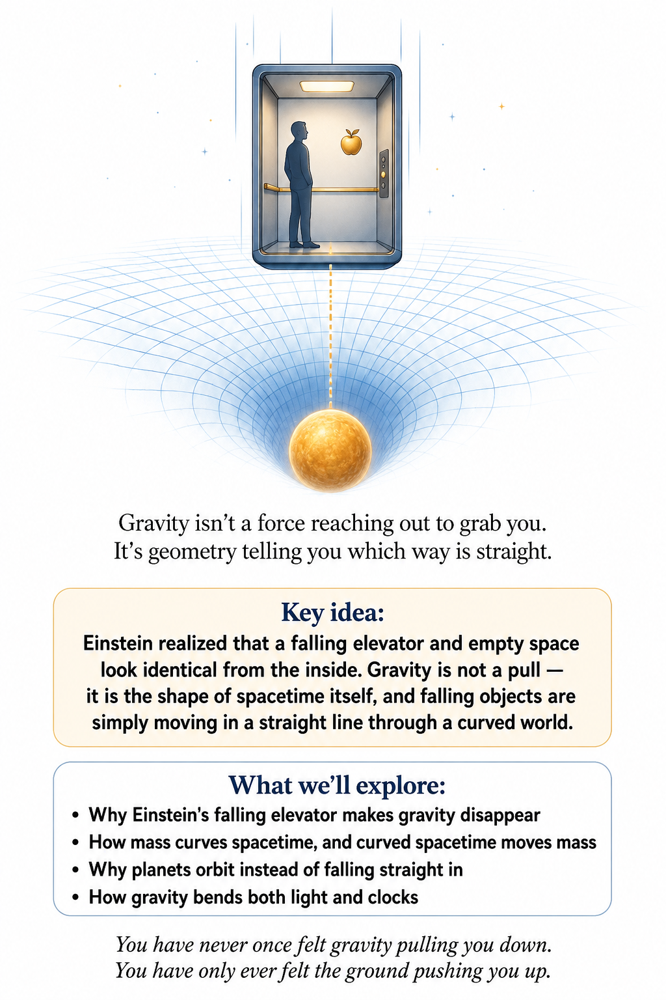 Gravity isn’t a force reaching out to grab you.
It’s geometry telling you which way is straight.
Key idea:
Einstein realized that a falling elevator and empty space
look identical from the inside. Gravity is not a pull —
it is the shape of spacetime itself, and falling objects are
simply moving in a straight line through a curved world.
What we’ll explore:
• Why Einstein’s falling elevator makes gravity disappear
• How mass curves spacetime, and curved spacetime moves mass
• Why planets orbit instead of falling straight in
• How gravity bends both light and clocks
You have never once felt gravity pulling you down.
You have only ever felt the ground pushing you up.